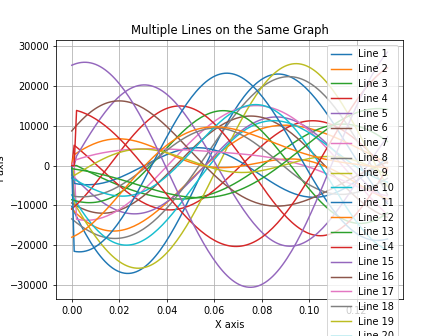 Multiple Lines on the Same Graph
30000
20000
10000
0
−10000
−20000
−30000
0.00
0.02
0.04
0.06
0.08
0.10
X axis
axis
Line 1
Line 2
Line 3
Line 4
Line 5
Line 6
Line 7
Line 8
Line 9
Line 10
Line 11
Line 12
Line 13
Line 14
Line 15
Line 16
Line 17
Line 18
Line 19
Line 20